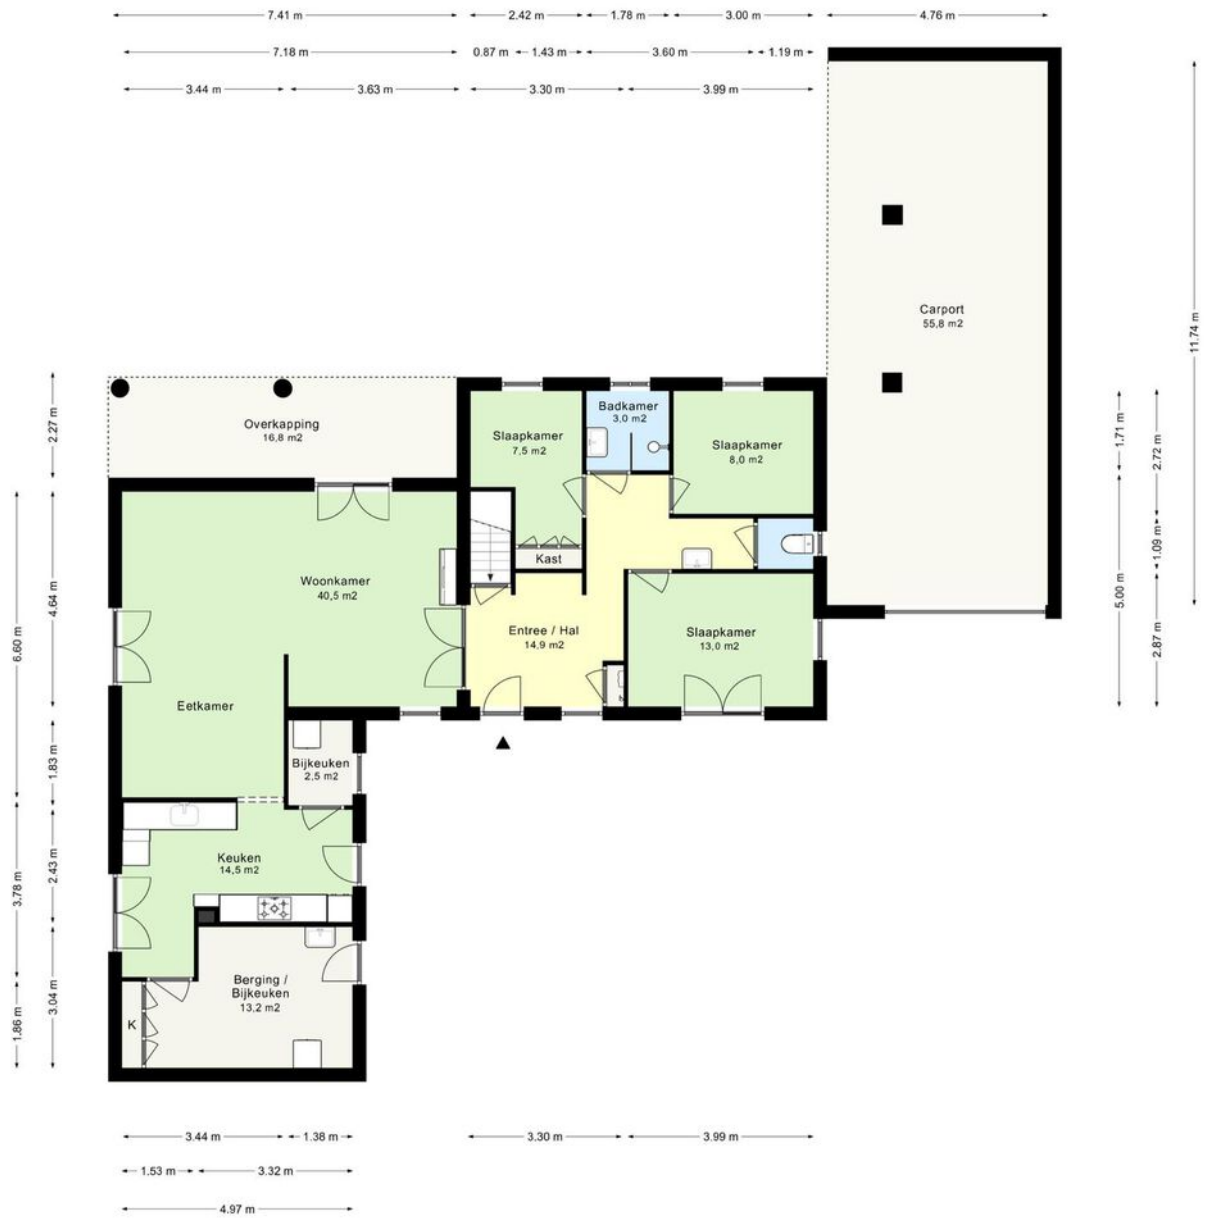 7.41 m
2.42 m
1.78 m
3.00 m
4.76 m
7.18 m
0.87 m
1.43 m
3.60 m
1.19 m
3.44 m
3.63 m
3.30 m
3.99 m
Carport
55,8 m2
11.74 m
Overkapping
16,8 m2
2.27 m
Slaapkamer
7,5 m2
Badkamer
3,0 m2
Slaapkamer
8,0 m2
1.71 m
2.72 m
Kast
1.09 m
Woonkamer
40,5 m2
4.64 m
6.60 m
Entree / Hal
14,9 m2
Slaapkamer
13,0 m2
5.00 m
2.87 m
Eetkamer
Bijkeuken
2,5 m2
1.83 m
Keuken
14,5 m2
2.43 m
3.78 m
Berging /
Bijkeuken
13,2 m2
K
3.04 m
1.86 m
3.44 m
1.38 m
3.30 m
3.99 m
1.53 m
3.32 m
4.97 m